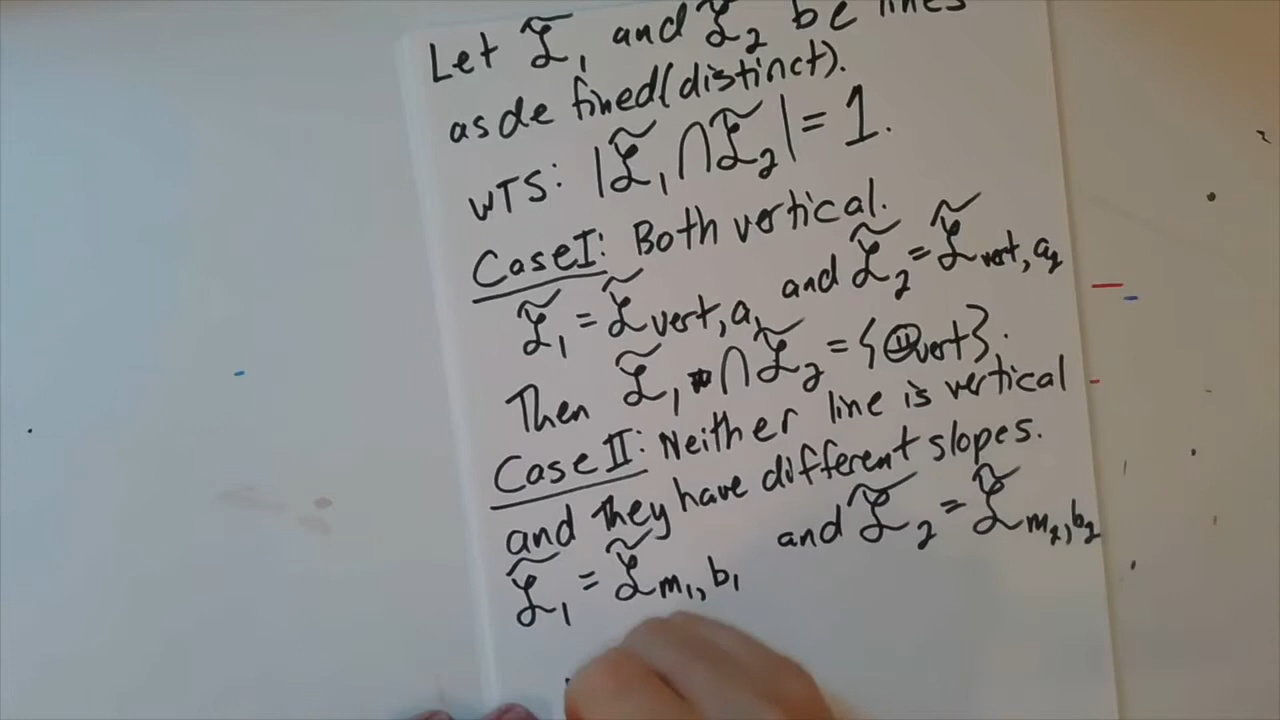 Let ℒ̃₁ and ℒ̃₂ be lines
as defined (distinct).
WTS: |ℒ̃₁ ∩ ℒ̃₂| = 1.
Case I: Both vertical.
ℒ̃₁ = ℒ̃vert, a₁ and ℒ̃₂ = ℒ̃vert, a₂
Then ℒ̃₁ ∩ ℒ̃₂ = {vert}.
Case II: Neither line is vertical
and they have different slopes.
ℒ̃₁ = ℒ̃m₁, b₁ and ℒ̃₂ = ℒ̃m₂, b₂